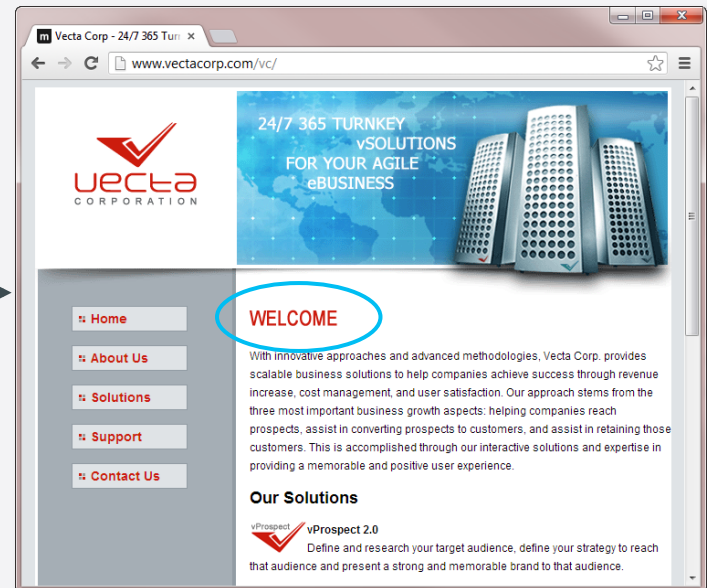 m Vecta Corp - 24/7 365 Turn
www.vectacorp.com/vc/
vecta
CORPORATION
24/7 365 TURNKEY
vSOLUTIONS
FOR YOUR AGILE
eBUSINESS
Home
About Us
Solutions
Support
Contact Us
WELCOME
With innovative approaches and advanced methodologies, Vecta Corp. provides
scalable business solutions to help companies achieve success through revenue
increase, cost management, and user satisfaction. Our approach stems from the
three most important business growth aspects: helping companies reach
prospects, assist in converting prospects to customers, and assist in retaining those
customers. This is accomplished through our interactive solutions and expertise in
providing a memorable and positive user experience.
Our Solutions
vProspect
vProspect 2.0
Define and research your target audience, define your strategy to reach
that audience and present a strong and memorable brand to that audience.